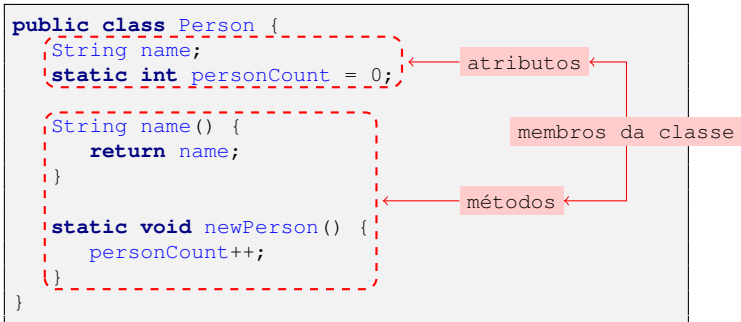 public class Person {
String name;
static int personCount = 0;
atributos
membros da classe
String name() {
return name;
}
métodos
static void newPerson() {
personCount++;
}
}